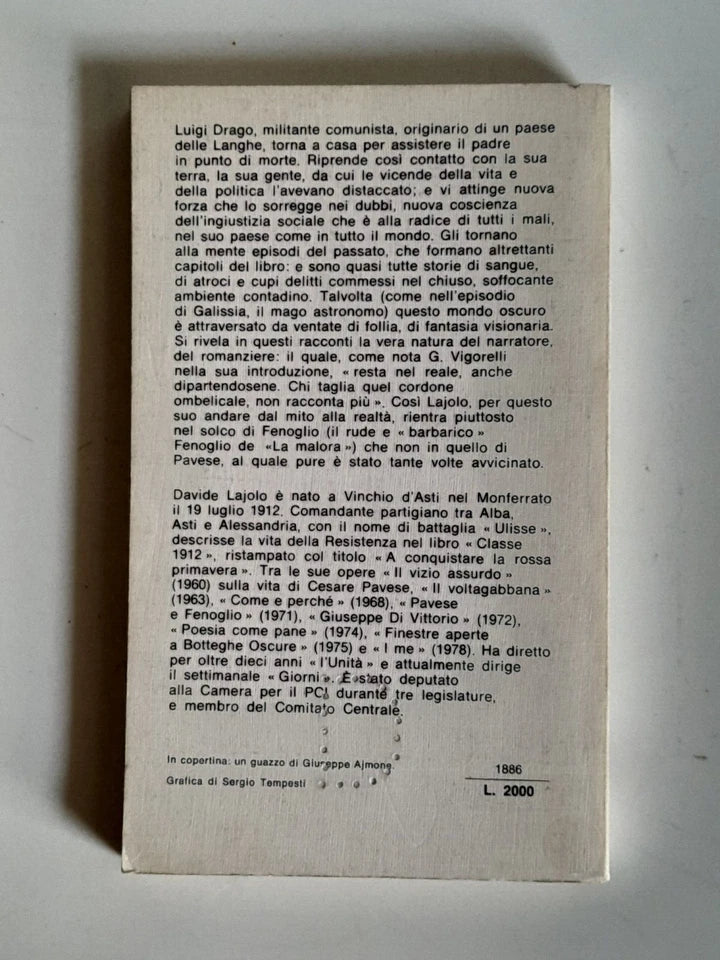 Luigi Drago, militante comunista, originario di un paese
delle Langhe, torna a casa per assistere il padre
in punto di morte. Riprende così contatto con la sua
terra, la sua gente, da cui le vicende della vita e
della politica l'avevano distaccato; e vi attinge nuova
forza che lo sorregge nei dubbi, nuova coscienza
dell'ingiustizia sociale che è alla radice di tutti i mali,
nel suo paese come in tutto il mondo. Gli tornano
alla mente episodi del passato, che formano altrettanti
capitoli del libro: e sono quasi tutte storie di sangue,
di atroci e cupi delitti commessi nel chiuso, soffocante
ambiente contadino. Talvolta (come nell'episodio
di Galissia, il mago astronomo) questo mondo oscuro
è attraversato da ventate di follia, di fantasia visionaria.
Si rivela in questi racconti la vera natura del narratore,
del romanziere: il quale, come nota G. Vigorelli
nella sua introduzione, « resta nel reale, anche
dipartendosene. Chi taglia quel cordone
ombelicale, non racconta più ». Così Lajolo, per questo
suo andare dal mito alla realtà, rientra piuttosto
nel solco di Fenoglio (il rude e « barbarico »
Fenoglio de «La malora») che non in quello di
Pavese, al quale pure è stato tante volte avvicinato.
Davide Lajolo è nato a Vinchio d'Asti nel Monferrato
il 19 luglio 1912. Comandante partigiano tra Alba,
Asti e Alessandria, con il nome di battaglia « Ulisse »,
descrisse la vita della Resistenza nel libro « Classe
1912 », ristampato col titolo « A conquistare la rossa
primavera ». Tra le sue opere « Il vizio assurdo »
(1960) sulla vita di Cesare Pavese, « Il voltagabbana »
(1963), « Come e perché » (1968), « Pavese
e Fenoglio » (1971), « Giuseppe Di Vittorio » (1972),
« Poesia come pane » (1974), « Finestre aperte
a Botteghe Oscure » (1975) e « I me » (1978). Ha diretto
per oltre dieci anni « l'Unità » e attualmente dirige
il settimanale « Giorni ». È stato deputato
alla Camera per il PCI durante tre legislature,
e membro del Comitato Centrale.
In copertina: un guazzo di Giuseppe Ajmone.
Grafica di Sergio Tempesti
1886
L. 2000